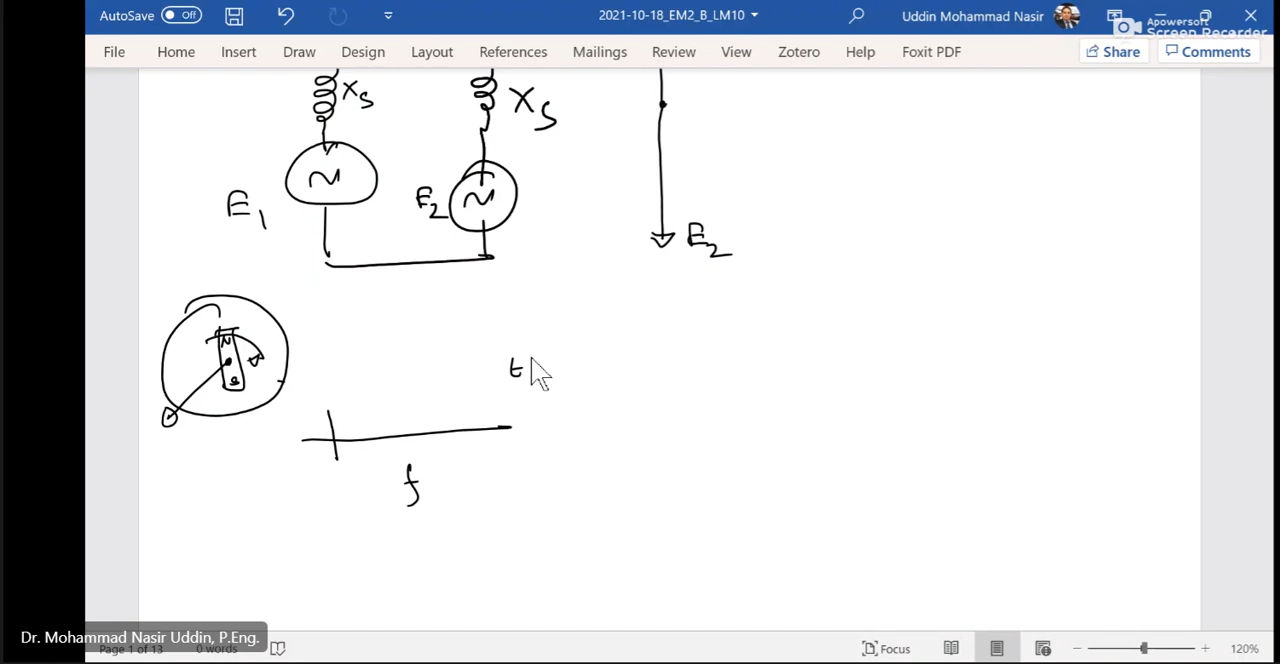 AutoSave Off 2021-10-18_EM2_B_LM10 Uddin Mohammad Nasir
Apowersoft
Screen Recorder
File Home Insert Draw Design Layout References Mailings Review View Zotero Help Foxit PDF Share Comments
Xs Xs
E1 E2 E2
N
S
t
f
Dr. Mohammad Nasir Uddin, P.Eng.
Page 1 of 13 0 words Focus 120%